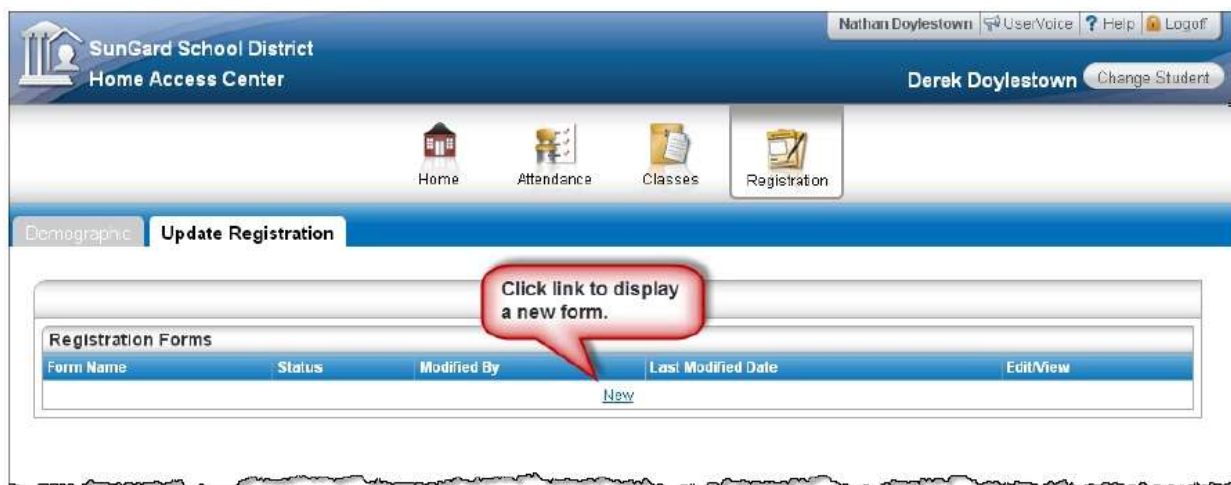 Nathan Doylestown UserVoice ? Help Logoff
SunGard School District
Home Access Center
Derek Doylestown Change Student
Home Attendance Classes Registration
Demographic Update Registration
Click link to display
a new form.
Registration Forms
Form Name Status Modified By Last Modified Date Edit/View
New